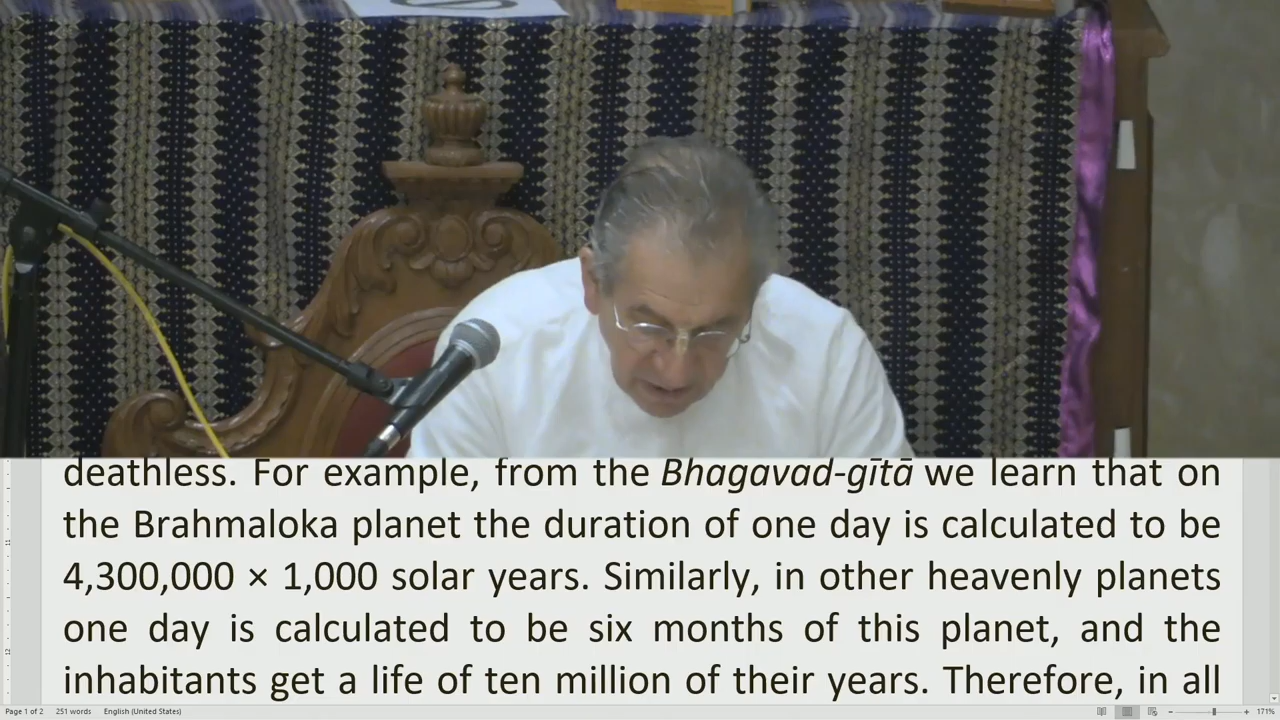 deathless. For example, from the Bhagavad-gītā we learn that on
the Brahmaloka planet the duration of one day is calculated to be
4,300,000 × 1,000 solar years. Similarly, in other heavenly planets
one day is calculated to be six months of this planet, and the
inhabitants get a life of ten million of their years. Therefore, in all
Page 1 of 2 251 words English (United States) 171%